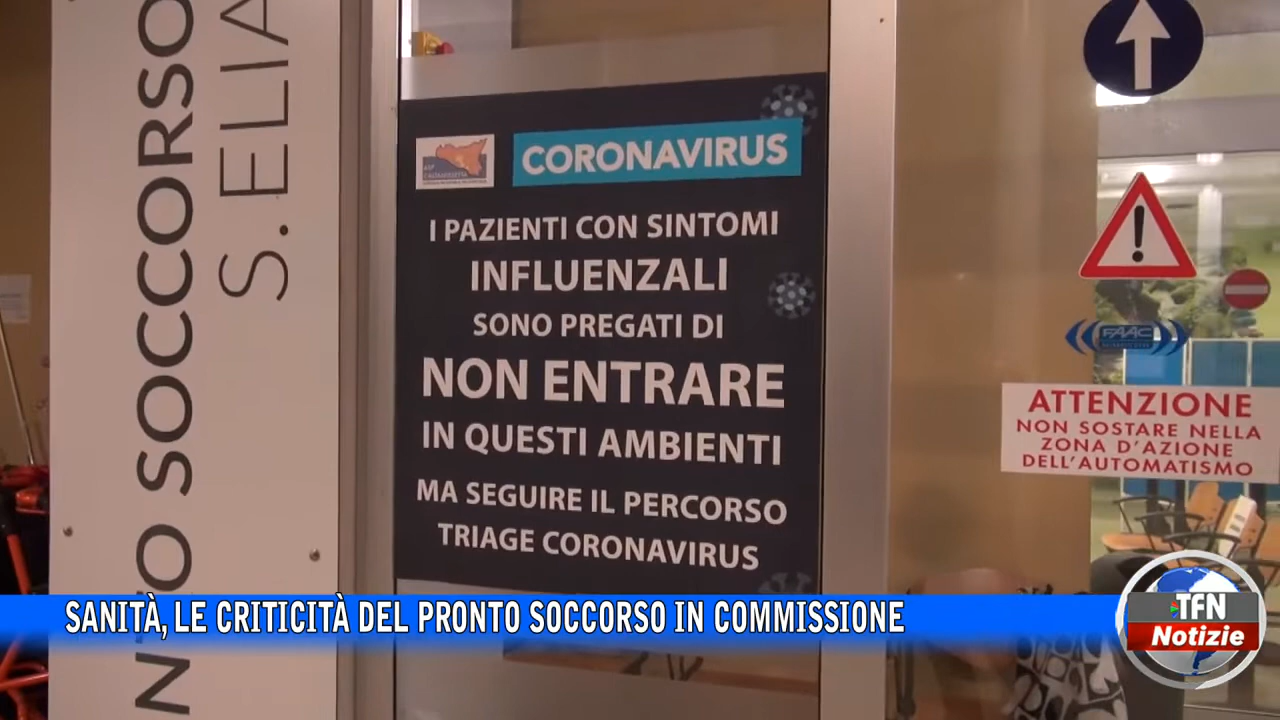 NTO SOCCORSO
S.ELIA
CORONAVIRUS
I PAZIENTI CON SINTOMI
INFLUENZALI
SONO PREGATI DI
NON ENTRARE
IN QUESTI AMBIENTI
MA SEGUIRE IL PERCORSO
TRIAGE CORONAVIRUS
FAAC
ATTENZIONE
NON SOSTARE NELLA
ZONA D'AZIONE
DELL'AUTOMATISMO
SANITÀ, LE CRITICITÀ DEL PRONTO SOCCORSO IN COMMISSIONE
TFN
Notizie